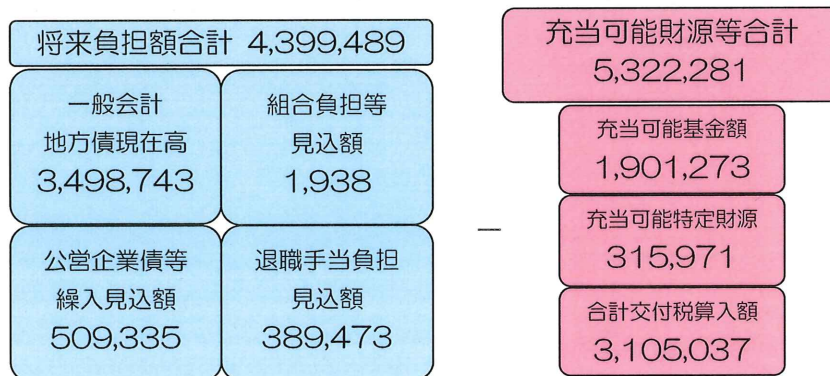 将来負担額合計 4,399,489
一般会計
地方債現在高
3,498,743
組合負担等
見込額
1,938
公営企業債等
繰入見込額
509,335
退職手当負担
見込額
389,473
－
充当可能財源等合計
5,322,281
充当可能基金額
1,901,273
充当可能特定財源
315,971
合計交付税算入額
3,105,037